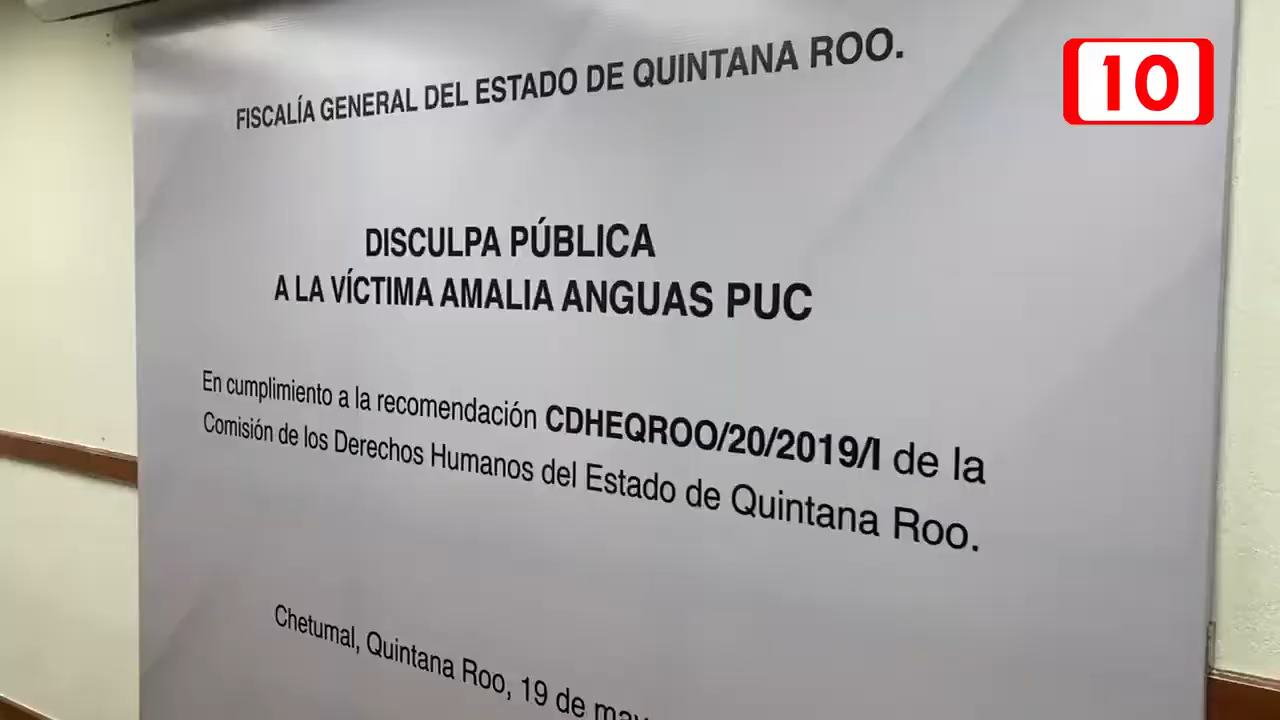 10
FISCALÍA GENERAL DEL ESTADO DE QUINTANA ROO.
DISCULPA PÚBLICA
A LA VÍCTIMA AMALIA ANGUAS PUC
En cumplimiento a la recomendación CDHEQROO/20/2019/I de la
Comisión de los Derechos Humanos del Estado de Quintana Roo.
Chetumal, Quintana Roo, 19 de